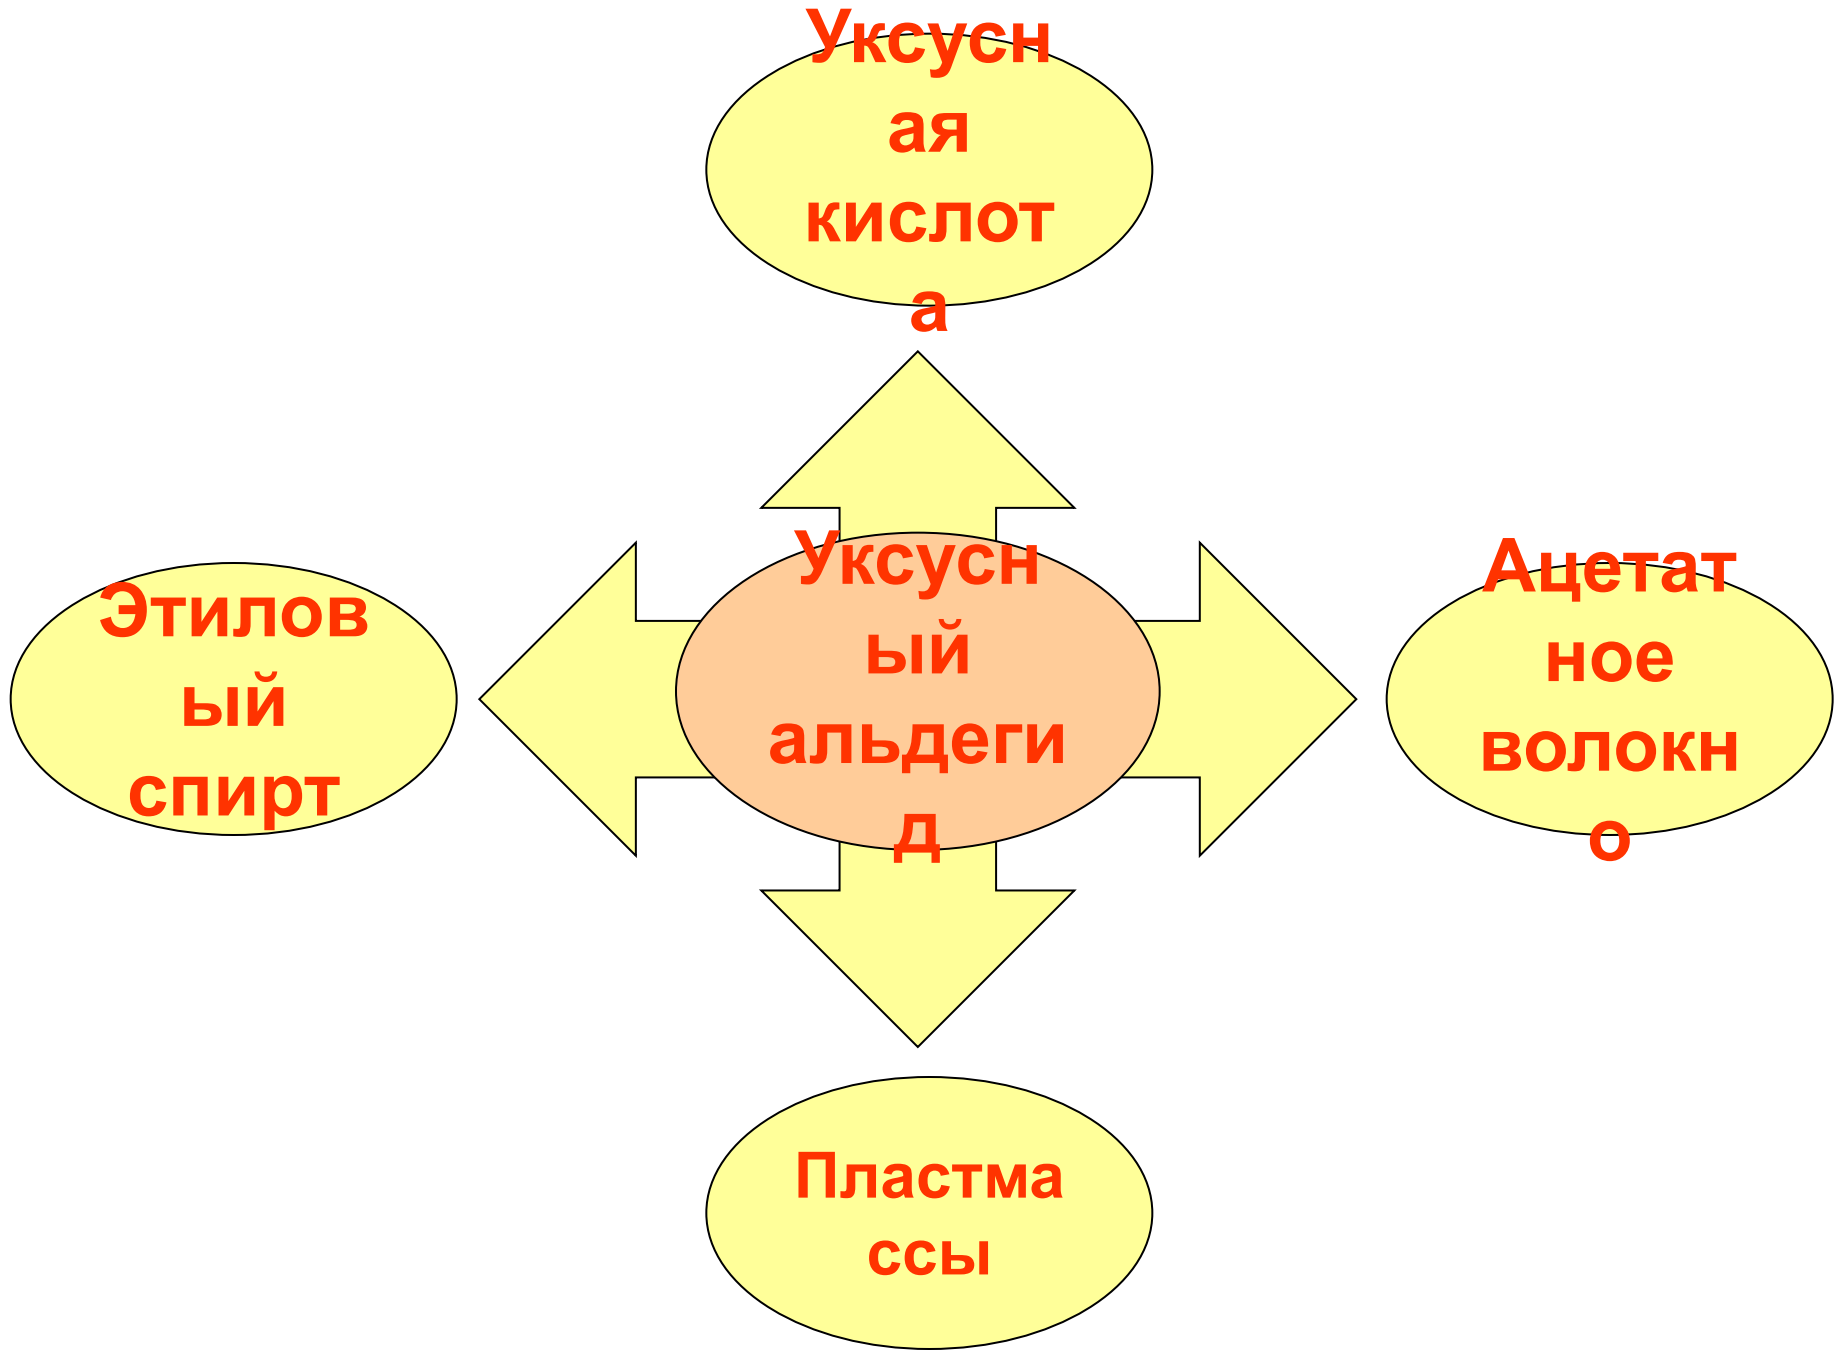 Уксусн
ая
кислот
а
Этилов
ый
спирт
Уксусн
ый
альдеги
д
Ацетат
ное
волокн
о
Пластма
ссы